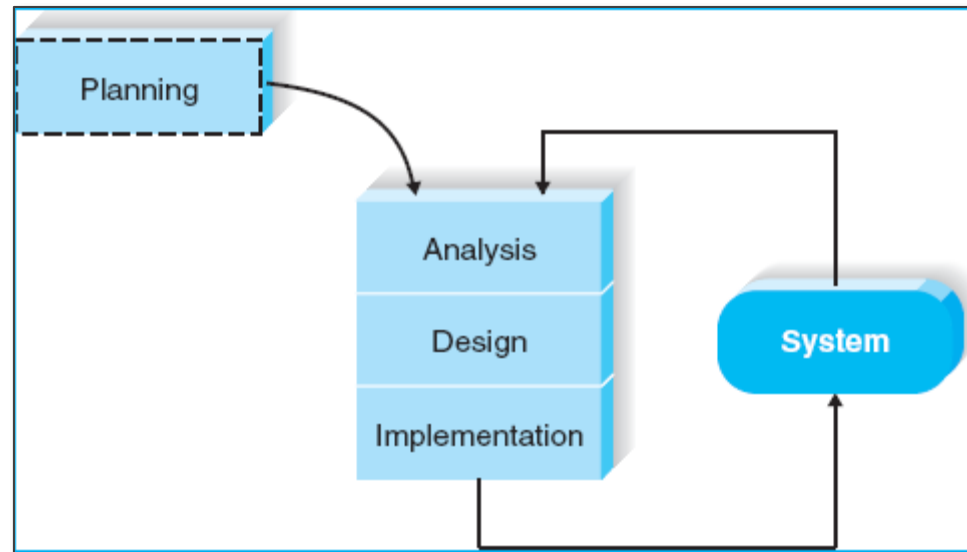 Planning
Analysis
Design
System
Implementation